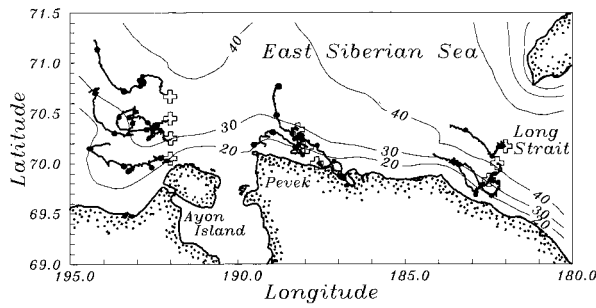 71.5
71.0
70.5
70.0
69.5
69.0
Latitude
40
East Siberian Sea
40
30
20
30
20
Long
Strait
40
30
20
Pevek
Ayon
Island
195.0
190.0
185.0
180.0
Longitude